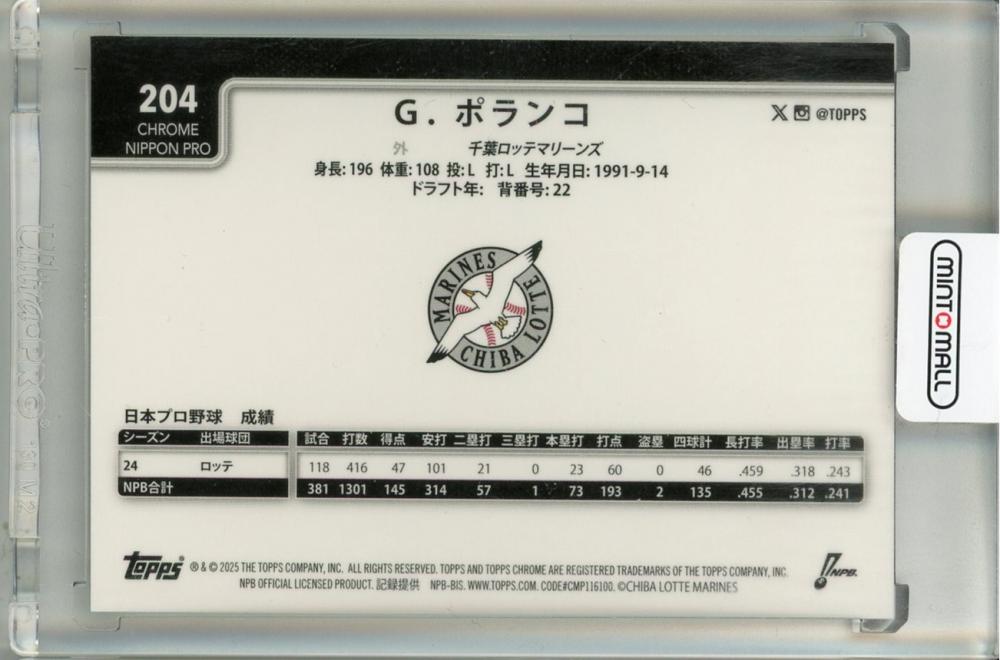 204
CHROME
NIPPON PRO
G. ポランコ
@TOPPS
外 千葉ロッテマリーンズ
身長: 196 体重: 108 投: L 打: L 生年月日: 1991-9-14
ドラフト年: 背番号: 22
MARINES
CHIBA LOTTE
日本プロ野球 成績
シーズン 出場球団 試合 打数 得点 安打 二塁打 三塁打 本塁打 打点 盗塁 四球計 長打率 出塁率 打率
24 ロッテ 118 416 47 101 21 0 23 60 0 46 .459 .318 .243
NPB合計 381 1301 145 314 57 1 73 193 2 135 .455 .312 .241
Topps ® & © 2025 THE TOPPS COMPANY, INC. ALL RIGHTS RESERVED. TOPPS AND TOPPS CHROME ARE REGISTERED TRADEMARKS OF THE TOPPS COMPANY, INC.
NPB OFFICIAL LICENSED PRODUCT. 記録提供 NPB-BIS. WWW.TOPPS.COM. CODE#CMP116100. ©CHIBA LOTTE MARINES
NPB.
MINTOMALL
Ultra·PRO®
130 M2